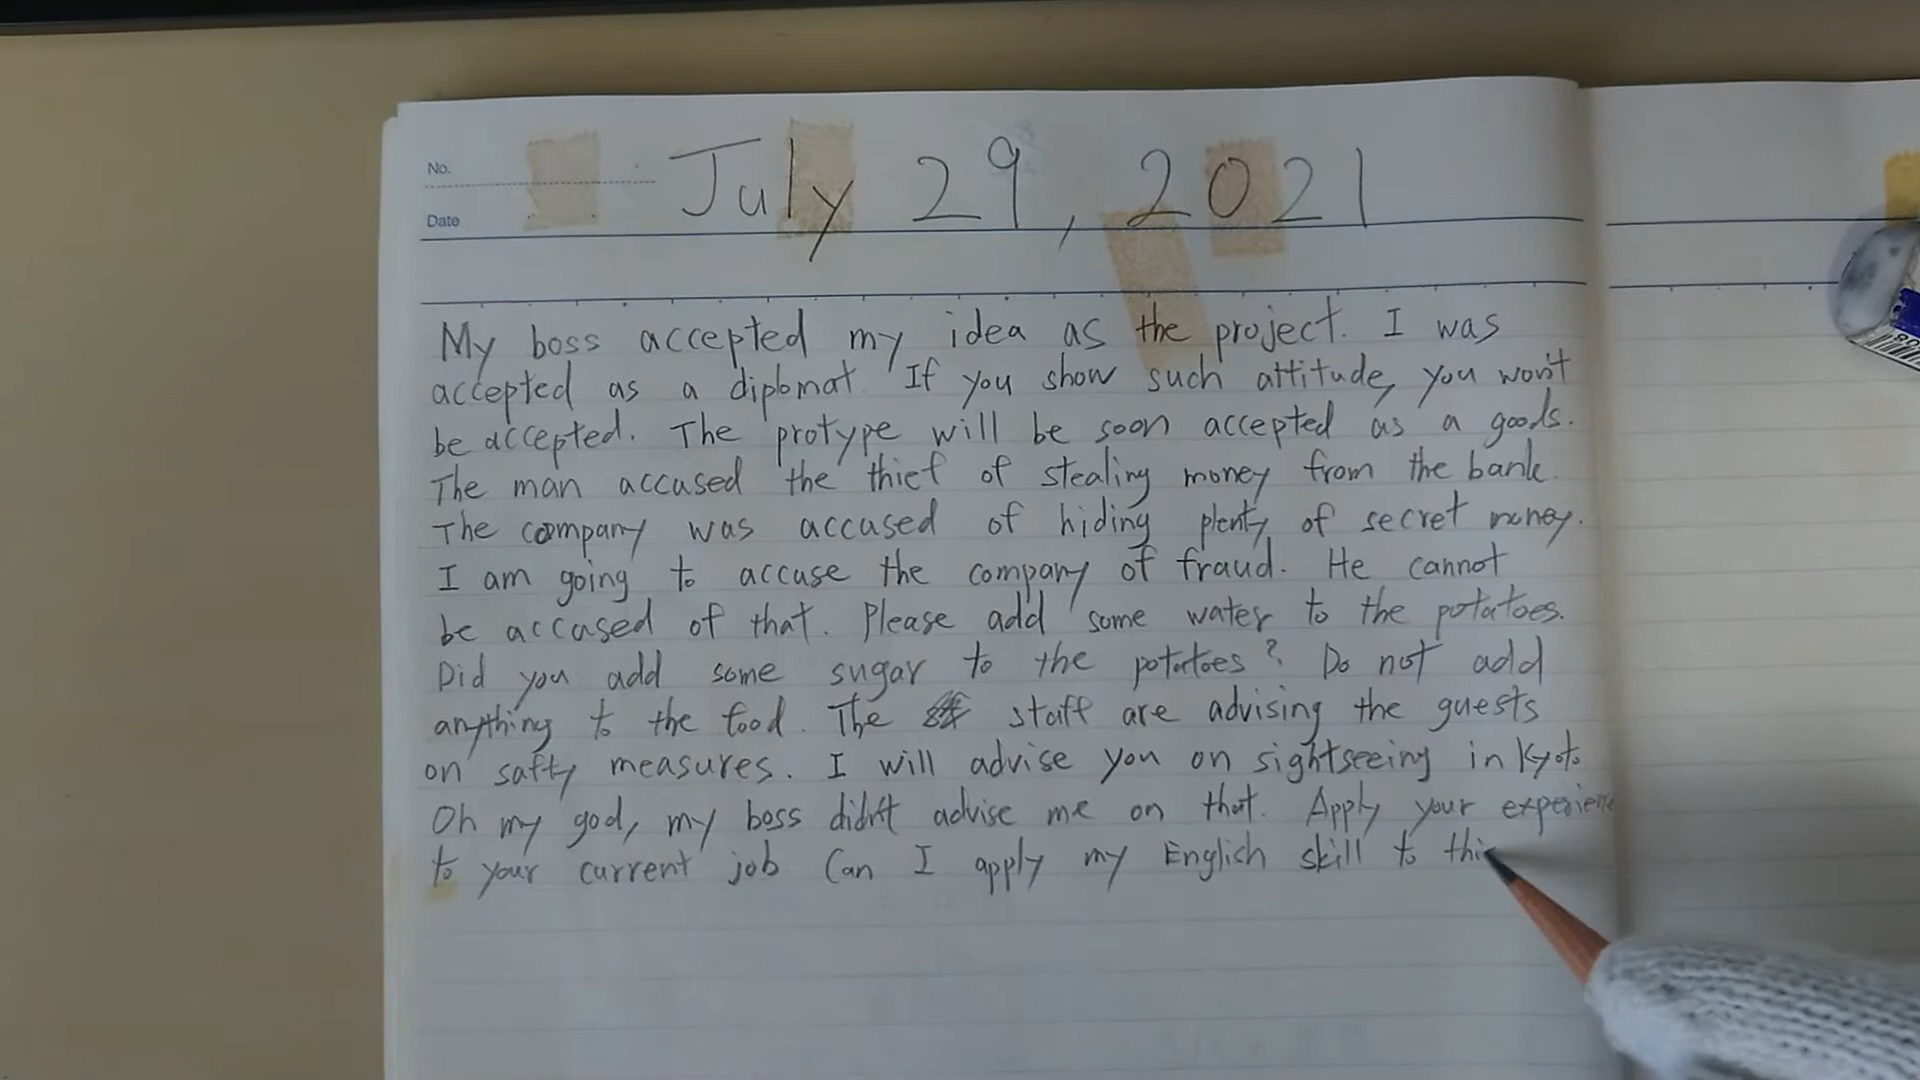 No.
Date
July 29, 2021
My boss accepted my idea as the project. I was
accepted as a diplomat. If you show such attitude, you won't
be accepted. The protype will be soon accepted as a goods.
The man accused the thief of stealing money from the bank.
The company was accused of hiding plenty of secret money.
I am going to accuse the company of fraud. He cannot
be accused of that. Please add some water to the potatoes.
Did you add some sugar to the potatoes? Do not add
anything to the food. The staff are advising the guests
on safty measures. I will advise you on sightseeing in Kyoto
Oh my god, my boss didn't advise me on that. Apply your experien
to your current job Can I apply my English skill to this